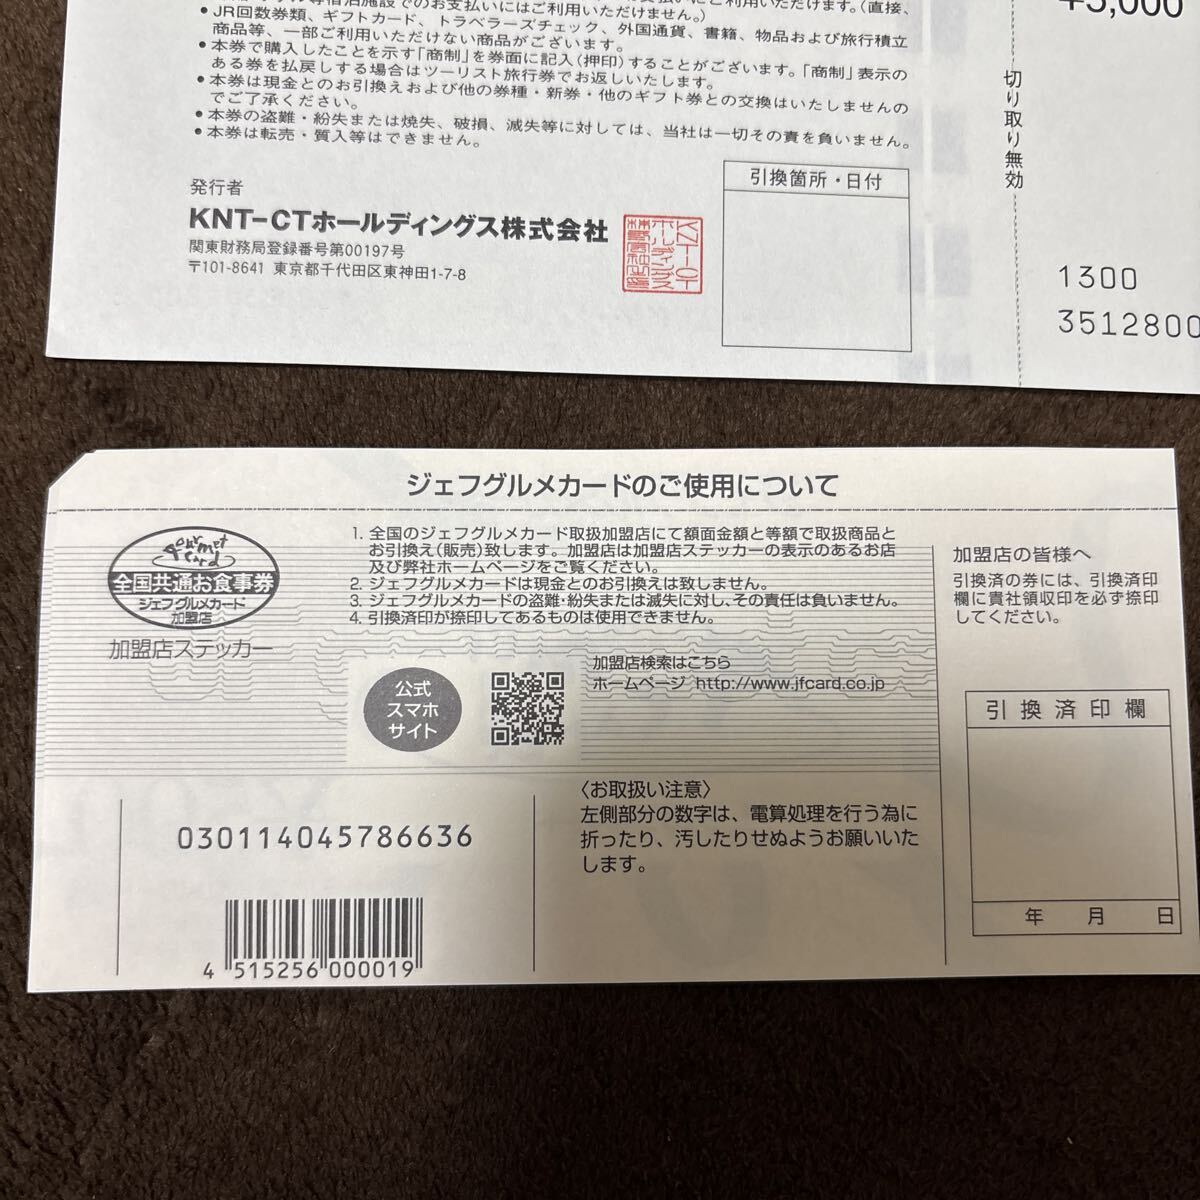 テル等宿泊施設でのお支払いにはご利用いただけません。)
・JR回数券類、ギフトカード、トラベラーズチェック、外国通貨、書籍、物品および旅行積立
商品等、一部ご利用いただけない商品がございます。
・本券で購入したことを示す「商制」を券面に記入(押印)することがございます。「商制」表示の
ある券を払戻しする場合はツーリスト旅行券でお返しいたします。
・本券は現金とのお引換えおよび他の券種・新券・他のギフト券との交換はいたしませんの
でご了承ください。
・本券の盗難・紛失または焼失、破損、滅失等に対しては、当社は一切その責を負いません。
・本券は転売・質入等はできません。
発行者
KNT-CTホールディングス株式会社
関東財務局登録番号第00197号
〒101-8641 東京都千代田区東神田1-7-8
引換箇所・日付
切り取り無効
¥5,000
1300
3512800
ジェフグルメカードのご使用について
gourmet
card
全国共通お食事券
ジェフグルメカード
加盟店
加盟店ステッカー
1. 全国のジェフグルメカード取扱加盟店にて額面金額と等額で取扱商品と
お引換え(販売)致します。加盟店は加盟店ステッカーの表示のあるお店
及び弊社ホームページをご覧ください。
2. ジェフグルメカードは現金とのお引換えは致しません。
3. ジェフグルメカードの盗難・紛失または滅失に対し、その責任は負いません。
4. 引換済印が捺印してあるものは使用できません。
公式
スマホ
サイト
加盟店検索はこちら
ホームページ http://www.jfcard.co.jp
加盟店の皆様へ
引換済の券には、引換済印
欄に貴社領収印を必ず捺印
してください。
引換済印欄
年 月 日
030114045786636
4 515256 000019
〈お取扱い注意〉
左側部分の数字は、電算処理を行う為に
折ったり、汚したりせぬようお願いいた
します。